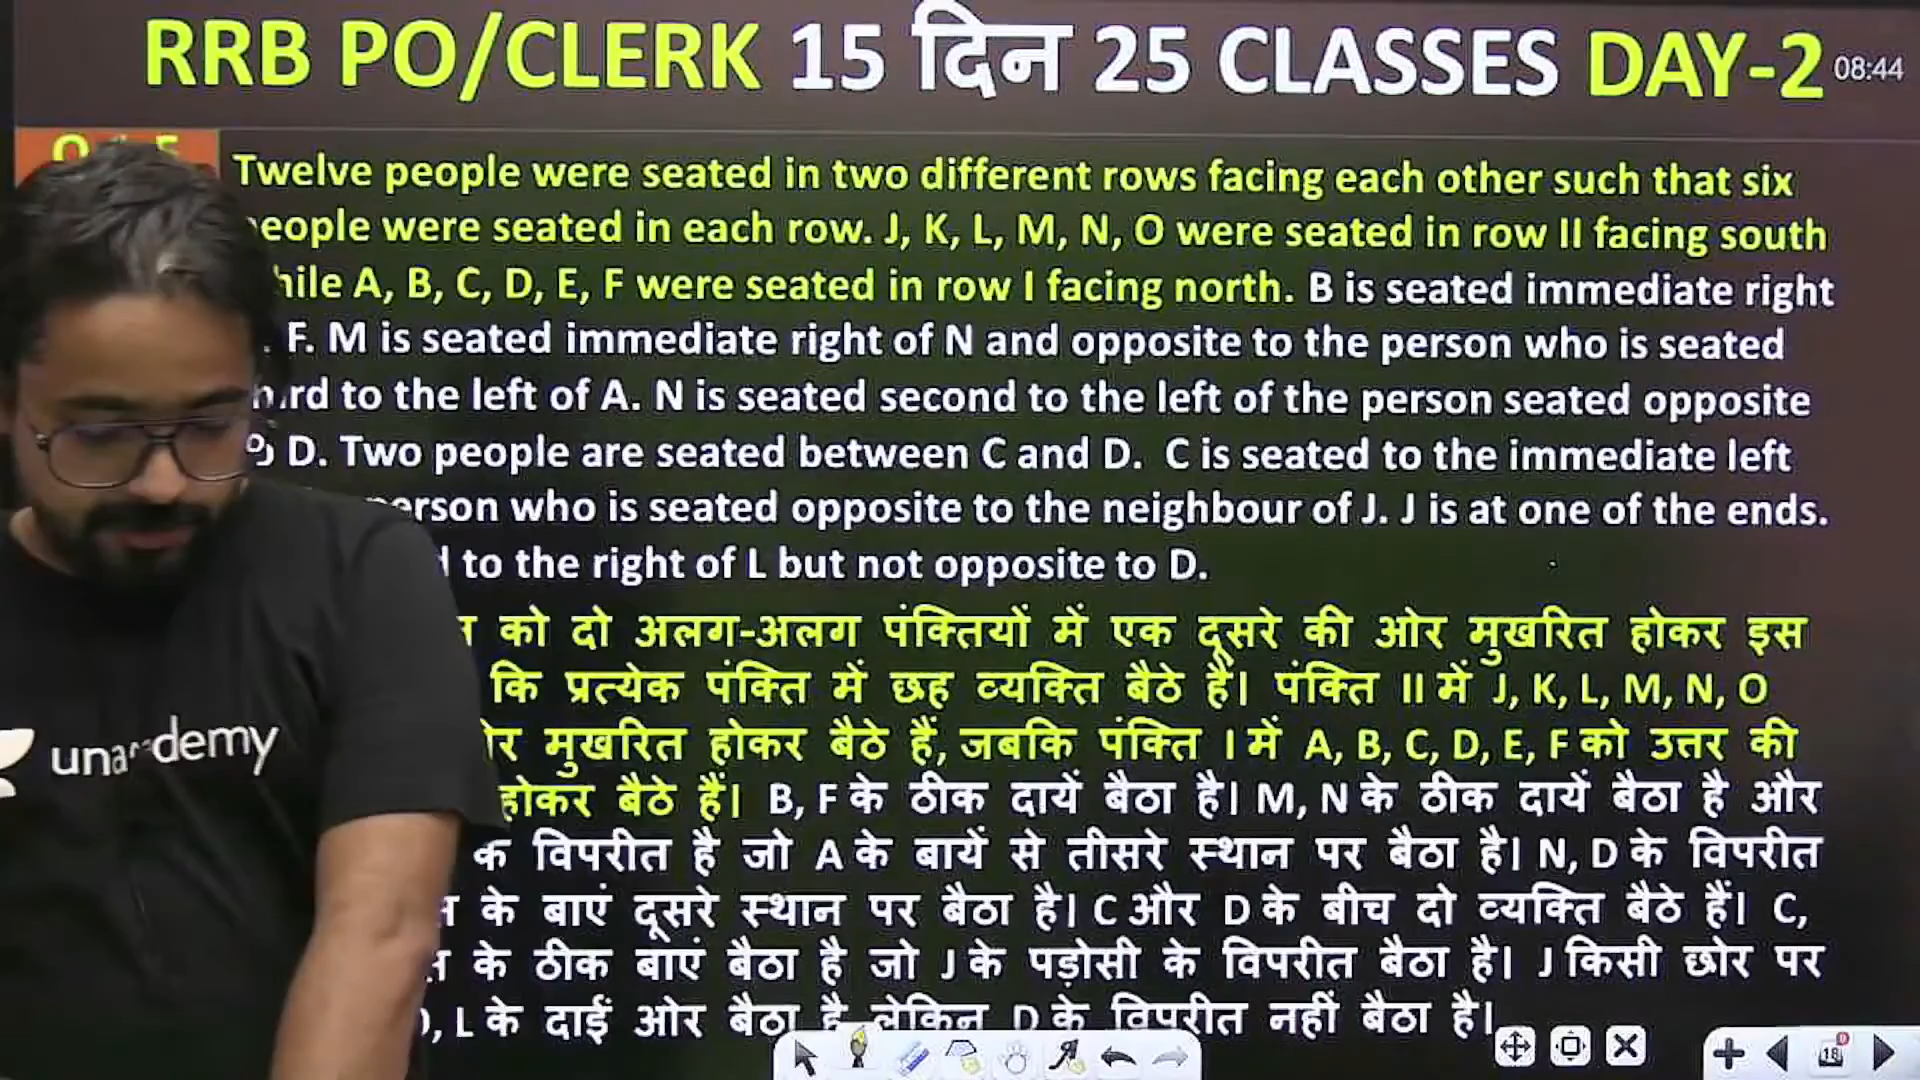 RRB PO/CLERK 15 दिन 25 CLASSES DAY-2 08:44
Twelve people were seated in two different rows facing each other such that six
people were seated in each row. J, K, L, M, N, O were seated in row II facing south
while A, B, C, D, E, F were seated in row I facing north. B is seated immediate right
F. M is seated immediate right of N and opposite to the person who is seated
third to the left of A. N is seated second to the left of the person seated opposite
D. Two people are seated between C and D. C is seated to the immediate left
person who is seated opposite to the neighbour of J. J is at one of the ends.
to the right of L but not opposite to D.
को दो अलग-अलग पंक्तियों में एक दूसरे की ओर मुखरित होकर इस
कि प्रत्येक पंक्ति में छह व्यक्ति बैठे हैं। पंक्ति II में J, K, L, M, N, O
मुखरित होकर बैठे हैं, जबकि पंक्ति I में A, B, C, D, E, F को उत्तर की
होकर बैठे हैं। B, F के ठीक दायें बैठा है। M, N के ठीक दायें बैठा है और
विपरीत है जो A के बायें से तीसरे स्थान पर बैठा है। N, D के विपरीत
के बाएं दूसरे स्थान पर बैठा है। C और D के बीच दो व्यक्ति बैठे हैं। C,
के ठीक बाएं बैठा है जो J के पड़ोसी के विपरीत बैठा है। J किसी छोर पर
, L के दाईं ओर बैठा है लेकिन D के विपरीत नहीं बैठा है।
unacademy
18